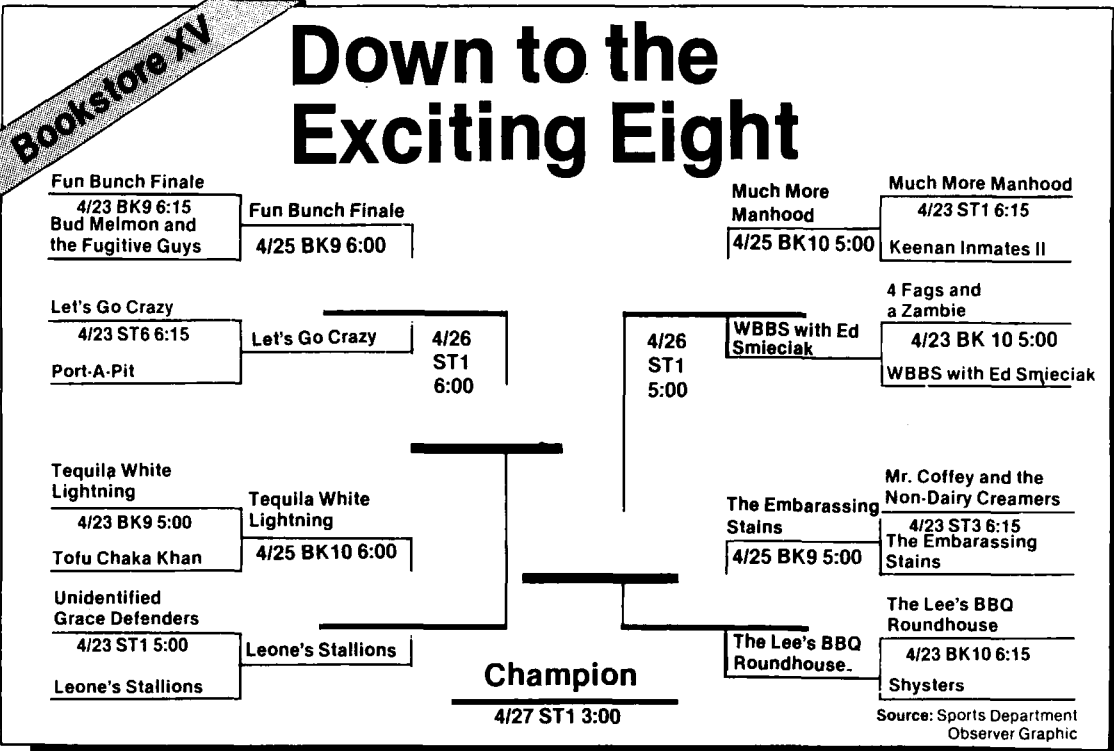 Bookstore XV
Down to the
Exciting Eight
Fun Bunch Finale
4/23 BK9 6:15
Bud Melmon and
the Fugitive Guys
Fun Bunch Finale
4/25 BK9 6:00
Let's Go Crazy
4/23 ST6 6:15
Port-A-Pit
Let's Go Crazy
4/26
ST1
6:00
Tequila White
Lightning
4/23 BK9 5:00
Tofu Chaka Khan
Tequila White
Lightning
4/25 BK10 6:00
Unidentified
Grace Defenders
4/23 ST1 5:00
Leone's Stallions
Leone's Stallions
Much More
Manhood
4/25 BK10 5:00
Much More Manhood
4/23 ST1 6:15
Keenan Inmates II
4/26
ST1
5:00
WBBS with Ed
Smieciak
4 Fags and
a Zambie
4/23 BK 10 5:00
WBBS with Ed Smieciak
The Embarassing
Stains
4/25 BK9 5:00
Mr. Coffey and the
Non-Dairy Creamers
4/23 ST3 6:15
The Embarassing
Stains
The Lee's BBQ
Roundhouse
The Lee's BBQ
Roundhouse
4/23 BK10 6:15
Shysters
Champion
4/27 ST1 3:00
Source: Sports Department
Observer Graphic